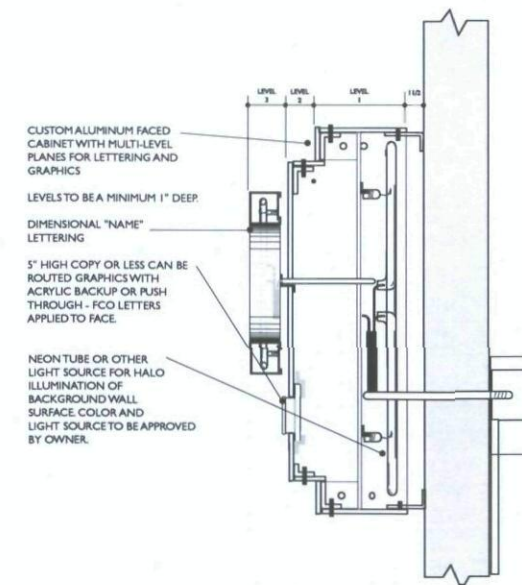 LEVEL LEVEL LEVEL 1 1/2
3 2 1
CUSTOM ALUMINUM FACED
CABINET WITH MULTI-LEVEL
PLANES FOR LETTERING AND
GRAPHICS
LEVELS TO BE A MINIMUM 1" DEEP.
DIMENSIONAL "NAME"
LETTERING
5" HIGH COPY OR LESS CAN BE
ROUTED GRAPHICS WITH
ACRYLIC BACKUP OR PUSH
THROUGH - FCO LETTERS
APPLIED TO FACE.
NEON TUBE OR OTHER
LIGHT SOURCE FOR HALO
ILLUMINATION OF
BACKGROUND WALL
SURFACE. COLOR AND
LIGHT SOURCE TO BE APPROVED
BY OWNER.